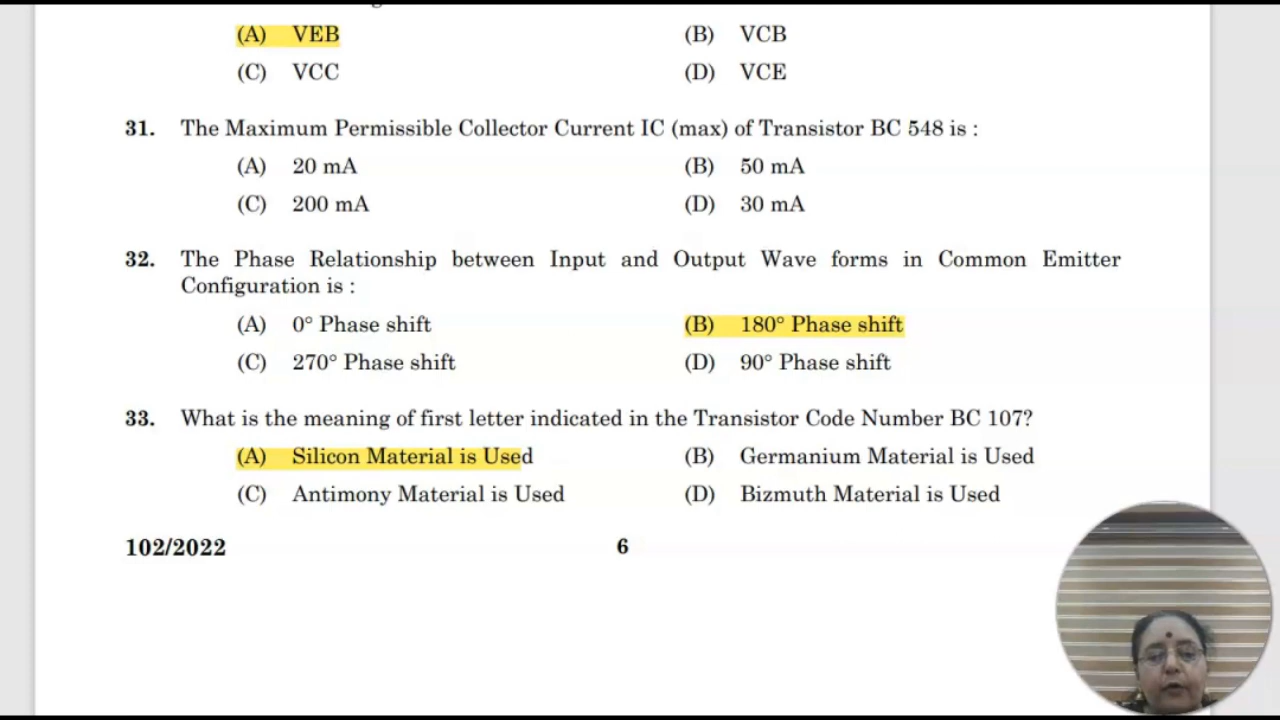 (A) VEB (B) VCB
(C) VCC (D) VCE
31. The Maximum Permissible Collector Current IC (max) of Transistor BC 548 is :
(A) 20 mA (B) 50 mA
(C) 200 mA (D) 30 mA
32. The Phase Relationship between Input and Output Wave forms in Common Emitter
Configuration is :
(A) 0° Phase shift (B) 180° Phase shift
(C) 270° Phase shift (D) 90° Phase shift
33. What is the meaning of first letter indicated in the Transistor Code Number BC 107?
(A) Silicon Material is Used (B) Germanium Material is Used
(C) Antimony Material is Used (D) Bizmuth Material is Used
102/2022 6